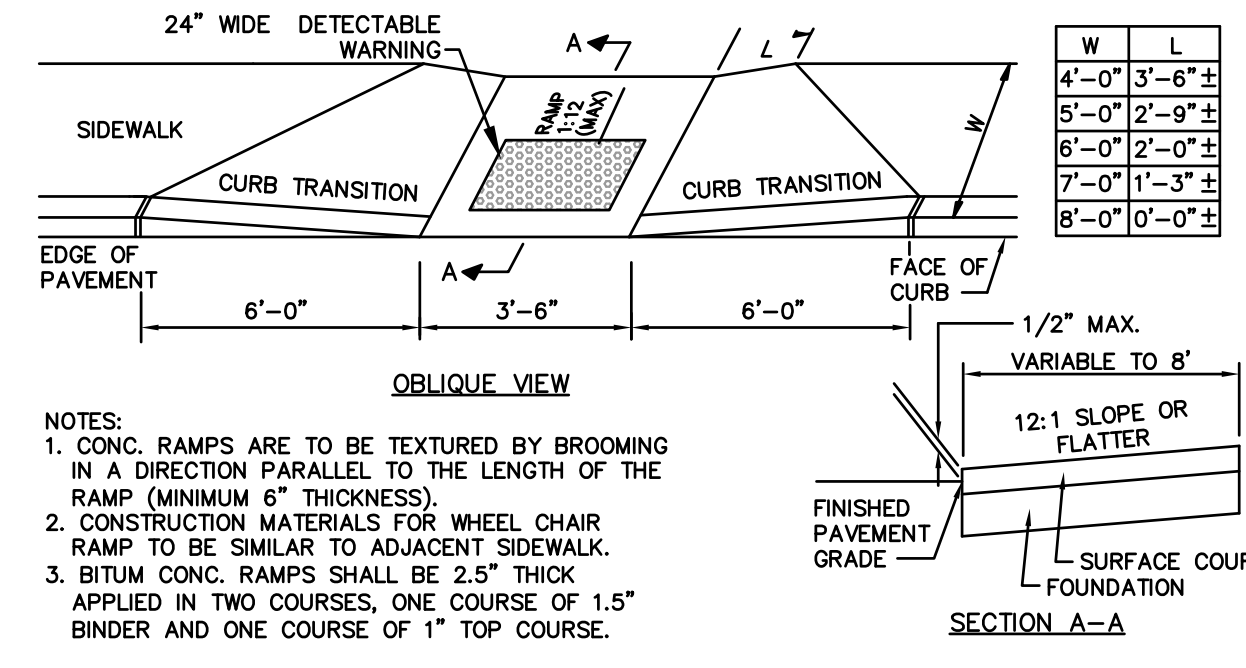 24" WIDE DETECTABLE
WARNING
A
L
RAMP
1:12
(MAX)
W
SIDEWALK
CURB TRANSITION
CURB TRANSITION
EDGE OF
PAVEMENT
A
FACE OF
CURB
6'-0"
3'-6"
6'-0"
OBLIQUE VIEW
W L
4'-0" 3'-6"±
5'-0" 2'-9"±
6'-0" 2'-0"±
7'-0" 1'-3"±
8'-0" 0'-0"±
NOTES:
1. CONC. RAMPS ARE TO BE TEXTURED BY BROOMING
IN A DIRECTION PARALLEL TO THE LENGTH OF THE
RAMP (MINIMUM 6" THICKNESS).
2. CONSTRUCTION MATERIALS FOR WHEEL CHAIR
RAMP TO BE SIMILAR TO ADJACENT SIDEWALK.
3. BITUM CONC. RAMPS SHALL BE 2.5" THICK
APPLIED IN TWO COURSES, ONE COURSE OF 1.5"
BINDER AND ONE COURSE OF 1" TOP COURSE.
1/2" MAX.
VARIABLE TO 8'
12:1 SLOPE OR
FLATTER
FINISHED
PAVEMENT
GRADE
SURFACE
FOUNDATION
SECTION A-A